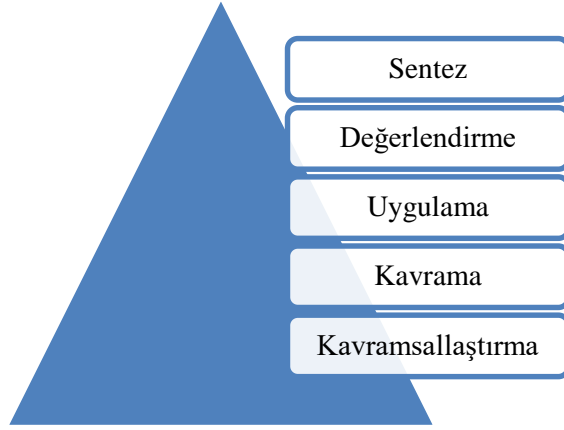 Sentez
Değerlendirme
Uygulama
Kavrama
Kavramsallaştırma